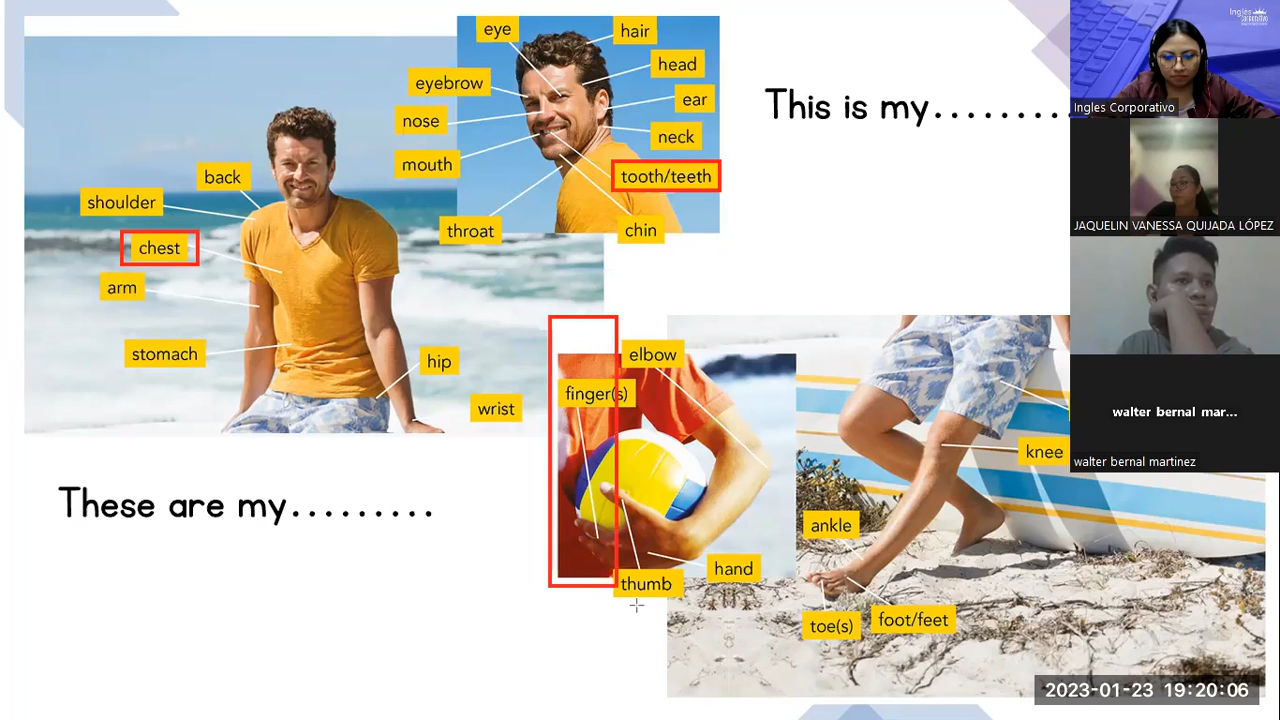 eye
hair
head
eyebrow
ear
nose
neck
mouth
tooth/teeth
throat
chin
back
shoulder
chest
arm
stomach
hip
wrist
This is my.........
These are my.........
elbow
finger(s)
thumb
hand
knee
ankle
toe(s)
foot/feet
Ingles
Ingles Corporativo
JAQUELIN VANESSA QUIJADA LÓPEZ
walter bernal mar...
walter bernal martinez
2023-01-23 19:20:06